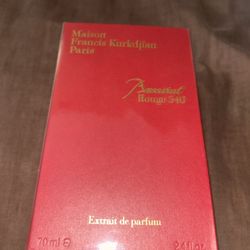 Maison
Francis Kurkdjian
Paris
Baccarat
Rouge 540
Extrait de parfum
70 ml ℮
2.4 fl.oz